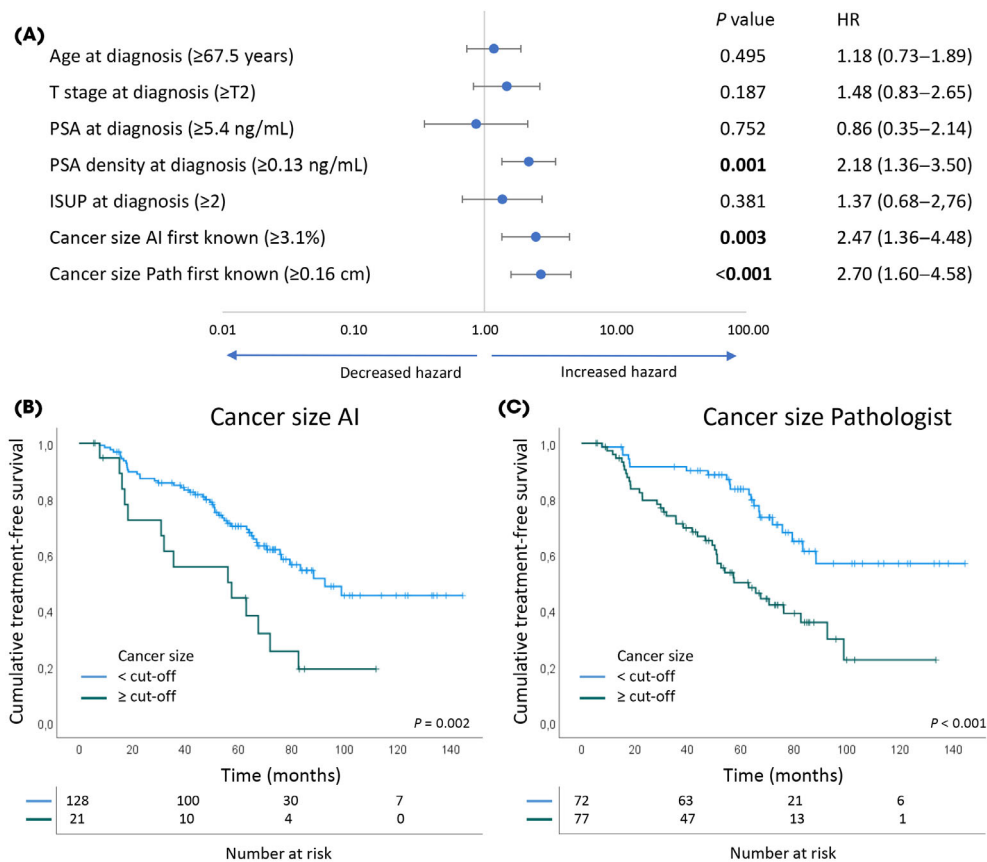 (A)
P value HR
Age at diagnosis (≥67.5 years) 0.495 1.18 (0.73–1.89)
T stage at diagnosis (≥T2) 0.187 1.48 (0.83–2.65)
PSA at diagnosis (≥5.4 ng/mL) 0.752 0.86 (0.35–2.14)
PSA density at diagnosis (≥0.13 ng/mL) 0.001 2.18 (1.36–3.50)
ISUP at diagnosis (≥2) 0.381 1.37 (0.68–2,76)
Cancer size AI first known (≥3.1%) 0.003 2.47 (1.36–4.48)
Cancer size Path first known (≥0.16 cm) <0.001 2.70 (1.60–4.58)
0.01 0.10 1.00 10.00 100.00
Decreased hazard Increased hazard
(B)
Cancer size AI
Cumulative treatment-free survival
1,0
0,8
0,6
0,4
0,2
0,0
Cancer size
< cut-off
≥ cut-off
P = 0.002
0 20 40 60 80 100 120 140
Time (months)
128 100 30 7
21 10 4 0
Number at risk
(C)
Cancer size Pathologist
Cumulative treatment-free survival
1,0
0,8
0,6
0,4
0,2
0,0
Cancer size
< cut-off
≥ cut-off
P < 0.001
0 20 40 60 80 100 120 140
Time (months)
72 63 21 6
77 47 13 1
Number at risk